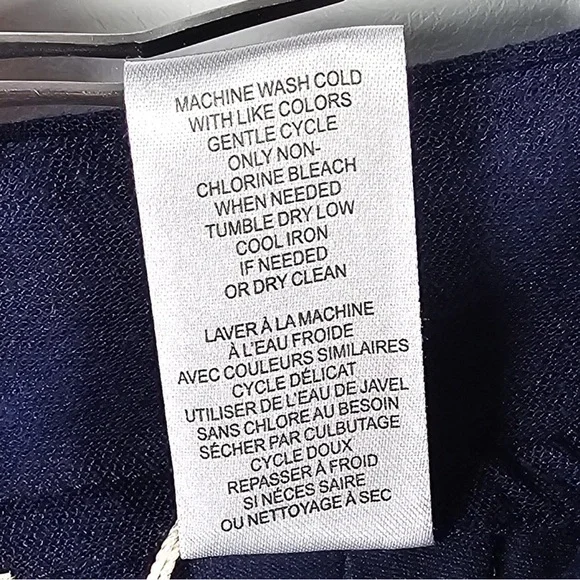 MACHINE WASH COLD
WITH LIKE COLORS
GENTLE CYCLE
ONLY NON-
CHLORINE BLEACH
WHEN NEEDED
TUMBLE DRY LOW
COOL IRON
IF NEEDED
OR DRY CLEAN
LAVER À LA MACHINE
À L'EAU FROIDE
AVEC COULEURS SIMILAIRES
CYCLE DÉLICAT
UTILISER DE L'EAU DE JAVEL
SANS CHLORE AU BESOIN
SÉCHER PAR CULBUTAGE
CYCLE DOUX
REPASSER À FROID
SI NÉCES SAIRE
OU NETTOYAGE À SEC